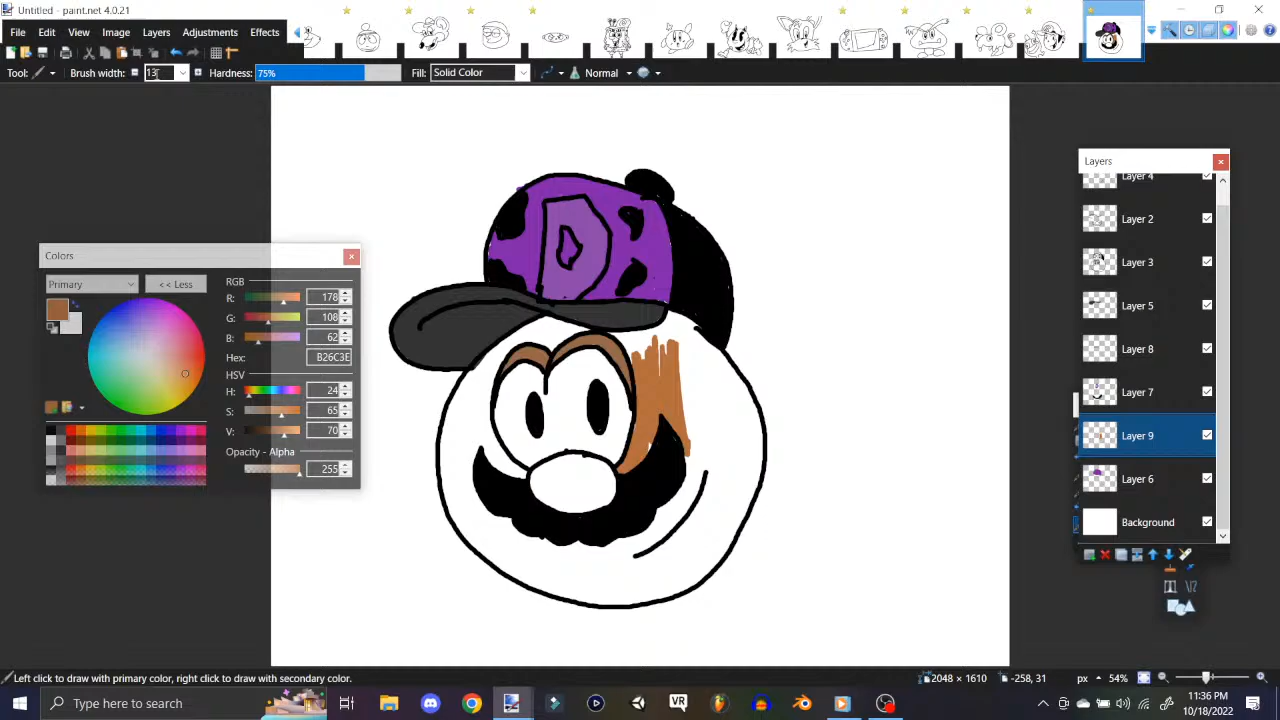 Untitled - paint.net 4.0.21
File Edit View Image Layers Adjustments Effects
Tool: Brush width: 13 Hardness: 75% Fill: Solid Color Normal
Layers
Layer 4
Layer 2
Layer 3
Layer 5
Layer 8
Layer 7
Layer 9
Layer 6
Background
Colors
Primary << Less
RGB
R: 178
G: 108
B: 62
Hex: B26C3E
HSV
H: 24
S: 65
V: 70
Opacity - Alpha
255
D
Left click to draw with primary color, right click to draw with secondary color. 2048 × 1610 -258, 31 px 54%
Type here to search
VR
11:36 PM
10/18/2022